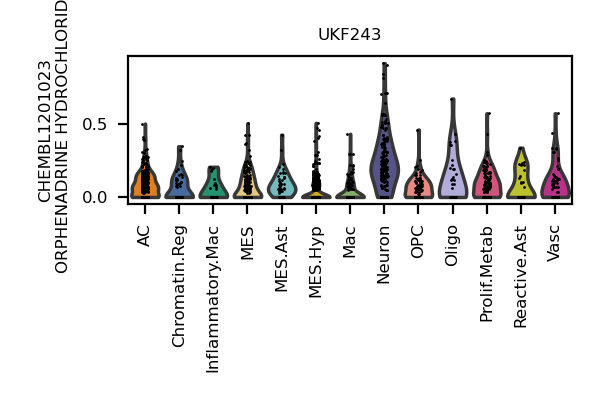 UKF243
CHEMBL1201023
ORPHENADRINE HYDROCHLORID
0.5
0.0
AC
Chromatin.Reg
Inflammatory.Mac
MES
MES.Ast
MES.Hyp
Mac
Neuron
OPC
Oligo
Prolif.Metab
Reactive.Ast
Vasc